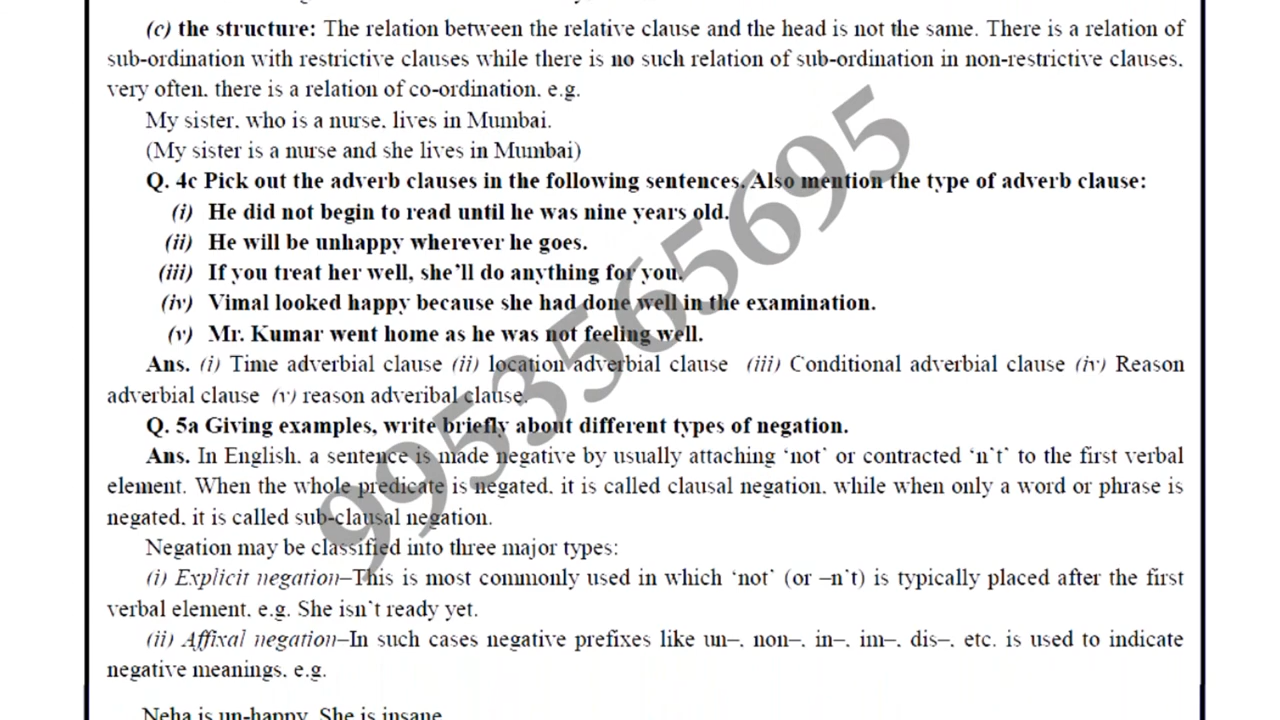 (c) the structure: The relation between the relative clause and the head is not the same. There is a relation of
sub-ordination with restrictive clauses while there is no such relation of sub-ordination in non-restrictive clauses.
very often. there is a relation of co-ordination. e.g.
My sister. who is a nurse. lives in Mumbai.
(My sister is a nurse and she lives in Mumbai)
Q. 4c Pick out the adverb clauses in the following sentences. Also mention the type of adverb clause:
(i) He did not begin to read until he was nine years old.
(ii) He will be unhappy wherever he goes.
(iii) If you treat her well, she'll do anything for you.
(iv) Vimal looked happy because she had done well in the examination.
(v) Mr. Kumar went home as he was not feeling well.
Ans. (i) Time adverbial clause (ii) location adverbial clause (iii) Conditional adverbial clause (iv) Reason
adverbial clause (v) reason adveribal clause.
Q. 5a Giving examples, write briefly about different types of negation.
Ans. In English. a sentence is made negative by usually attaching 'not' or contracted 'n't' to the first verbal
element. When the whole predicate is negated. it is called clausal negation. while when only a word or phrase is
negated. it is called sub-clausal negation.
Negation may be classified into three major types:
(i) Explicit negation–This is most commonly used in which 'not' (or –n't) is typically placed after the first
verbal element. e.g. She isn't ready yet.
(ii) Affixal negation–In such cases negative prefixes like un–. non–. in–. im–. dis–. etc. is used to indicate
negative meanings. e.g.
Neha is un-happy. She is insane
9953565695